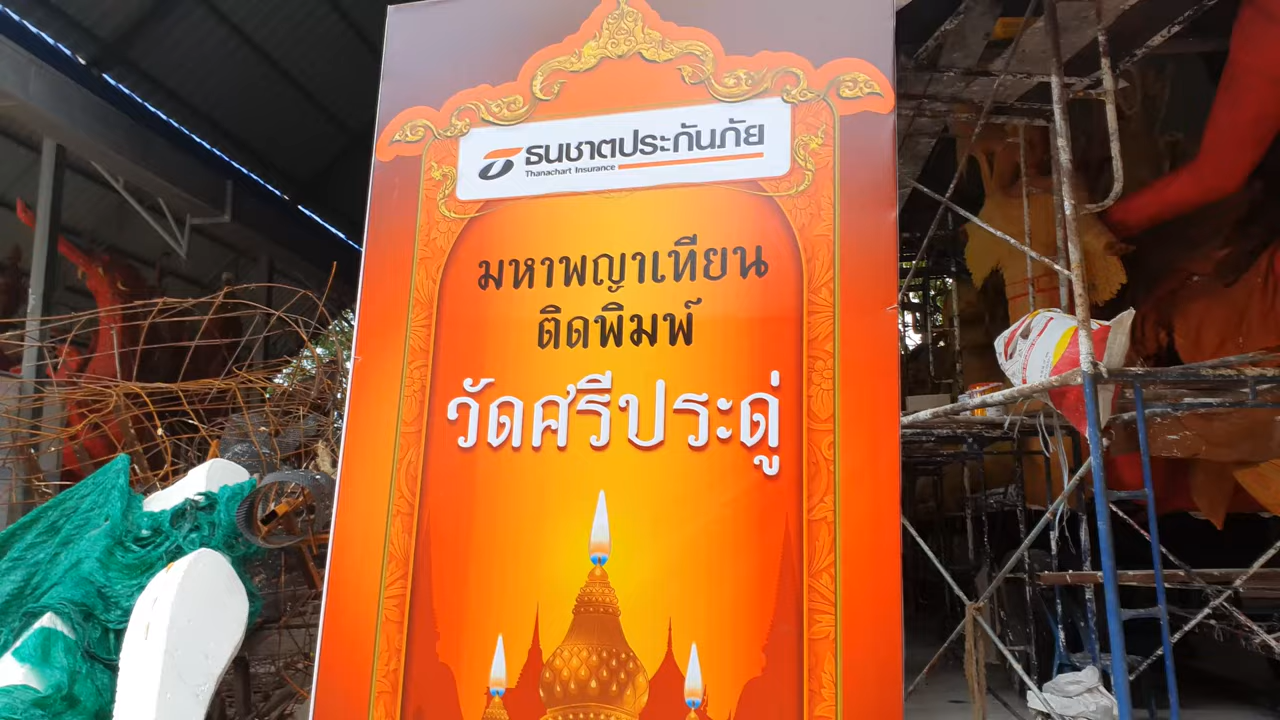 ธนชาตประกันภัย
Thanachart Insurance
มหาพญาเทียน
ติดพิมพ์
วัดศรีประดู่